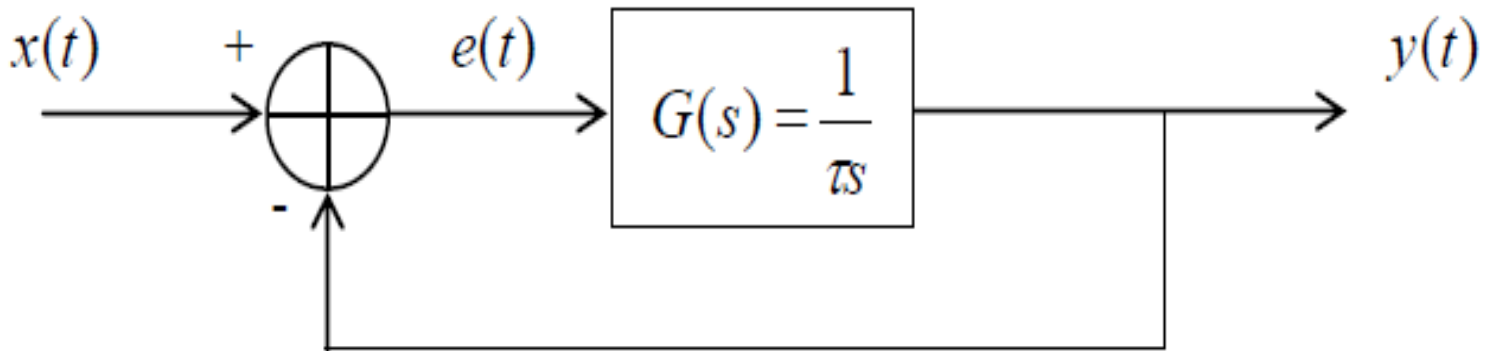 x(t) + e(t) G(s) = 1/τs y(t)
-